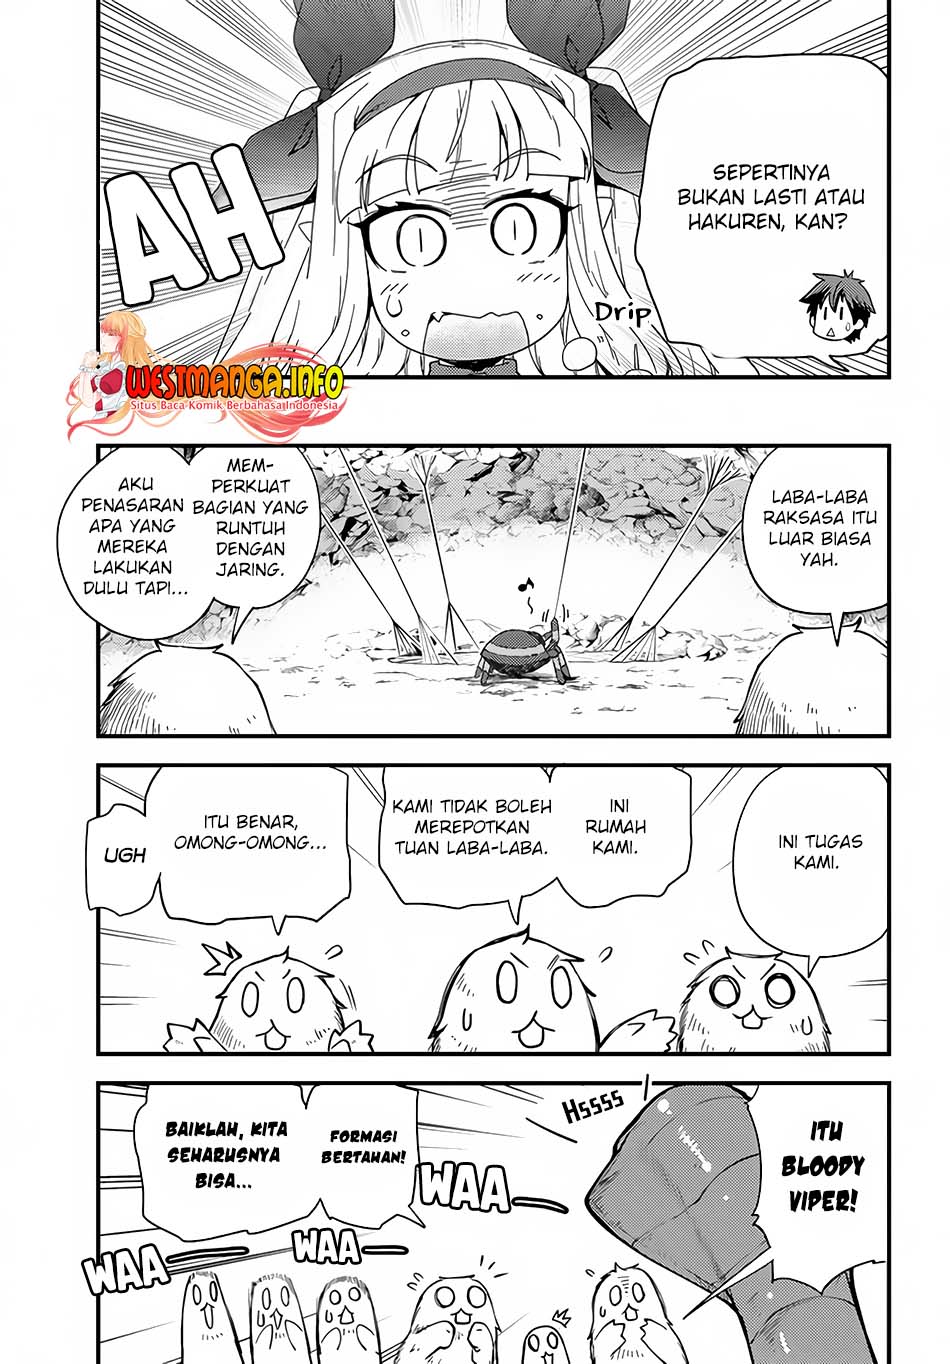 SEPERTINYA
BUKAN LASTI ATAU
HAKUREN, KAN?
AH
Drip
WESTMANGA.INFO
Situs Baca Komik Berbahasa Indonesia
LABA-LABA
RAKSASA ITU
LUAR BIASA
YAH.
MEM-
PERKUAT
BAGIAN YANG
RUNTUH
DENGAN
JARING.
AKU
PENASARAN
APA YANG
MEREKA
LAKUKAN
DULU TAPI...
INI TUGAS
KAMI.
INI
RUMAH
KAMI.
KAMI TIDAK BOLEH
MEREPOTKAN
TUAN LABA-LABA.
ITU BENAR,
OMONG-OMONG...
UGH
ITU
BLOODY
VIPER!
Hssss
FORMASI
BERTAHAN!
BAIKLAH, KITA
SEHARUSNYA
BISA...
WAA—
WAA—
WAA—